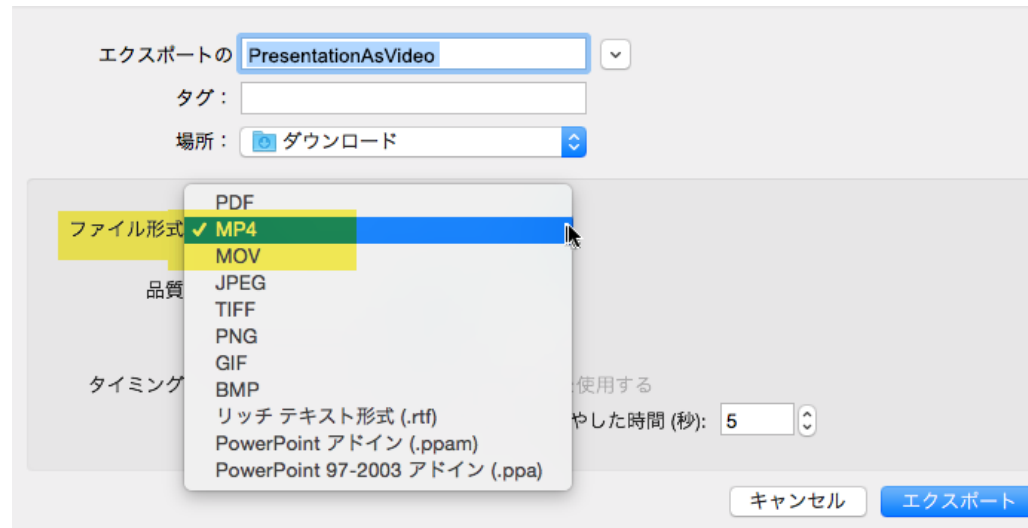 エクスポートの PresentationAsVideo
タグ：
場所： ダウンロード
ファイル形式
PDF
✓ MP4
MOV
JPEG
TIFF
PNG
GIF
BMP
リッチ テキスト形式 (.rtf)
PowerPoint アドイン (.ppam)
PowerPoint 97-2003 アドイン (.ppa)
品質
タイミング
使用する
やした時間 (秒): 5
キャンセル エクスポート